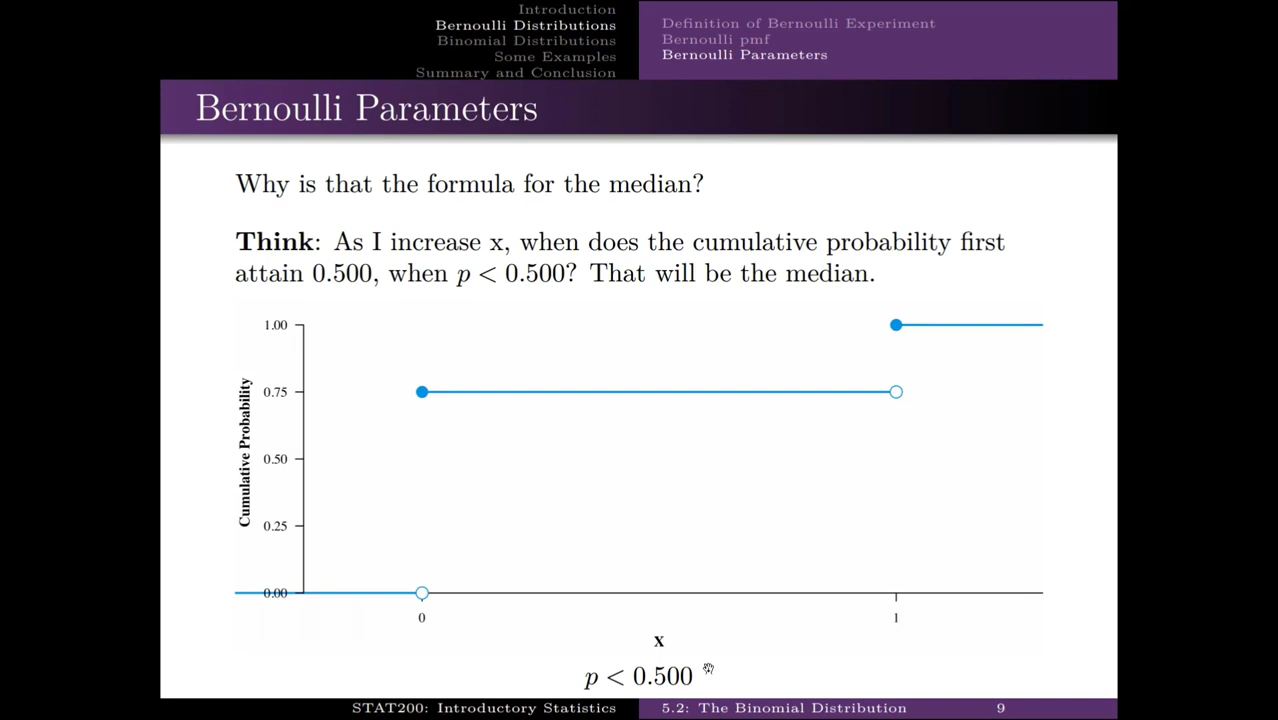 Introduction
Bernoulli Distributions
Binomial Distributions
Some Examples
Summary and Conclusion
Definition of Bernoulli Experiment
Bernoulli pmf
Bernoulli Parameters
Bernoulli Parameters
Why is that the formula for the median?
Think: As I increase x, when does the cumulative probability first
attain 0.500, when p < 0.500? That will be the median.
Cumulative Probability
1.00
0.75
0.50
0.25
0.00
0 1
X
p < 0.500
STAT200: Introductory Statistics 5.2: The Binomial Distribution 9